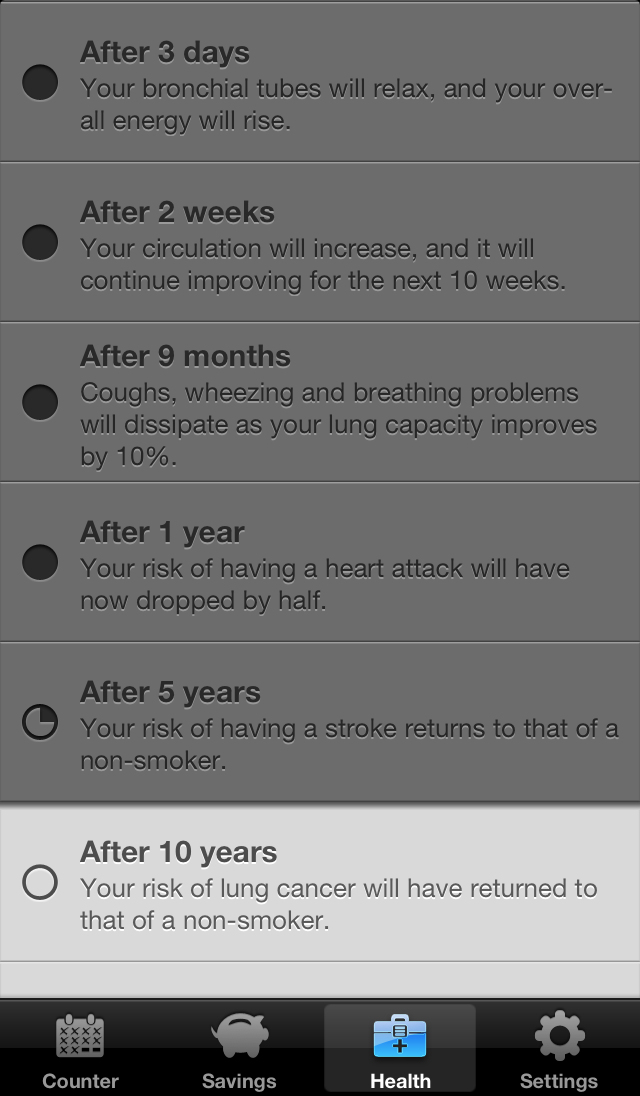 After 3 days
Your bronchial tubes will relax, and your over-
all energy will rise.
After 2 weeks
Your circulation will increase, and it will
continue improving for the next 10 weeks.
After 9 months
Coughs, wheezing and breathing problems
will dissipate as your lung capacity improves
by 10%.
After 1 year
Your risk of having a heart attack will have
now dropped by half.
After 5 years
Your risk of having a stroke returns to that of a
non-smoker.
After 10 years
Your risk of lung cancer will have returned to
that of a non-smoker.
Counter Savings Health Settings